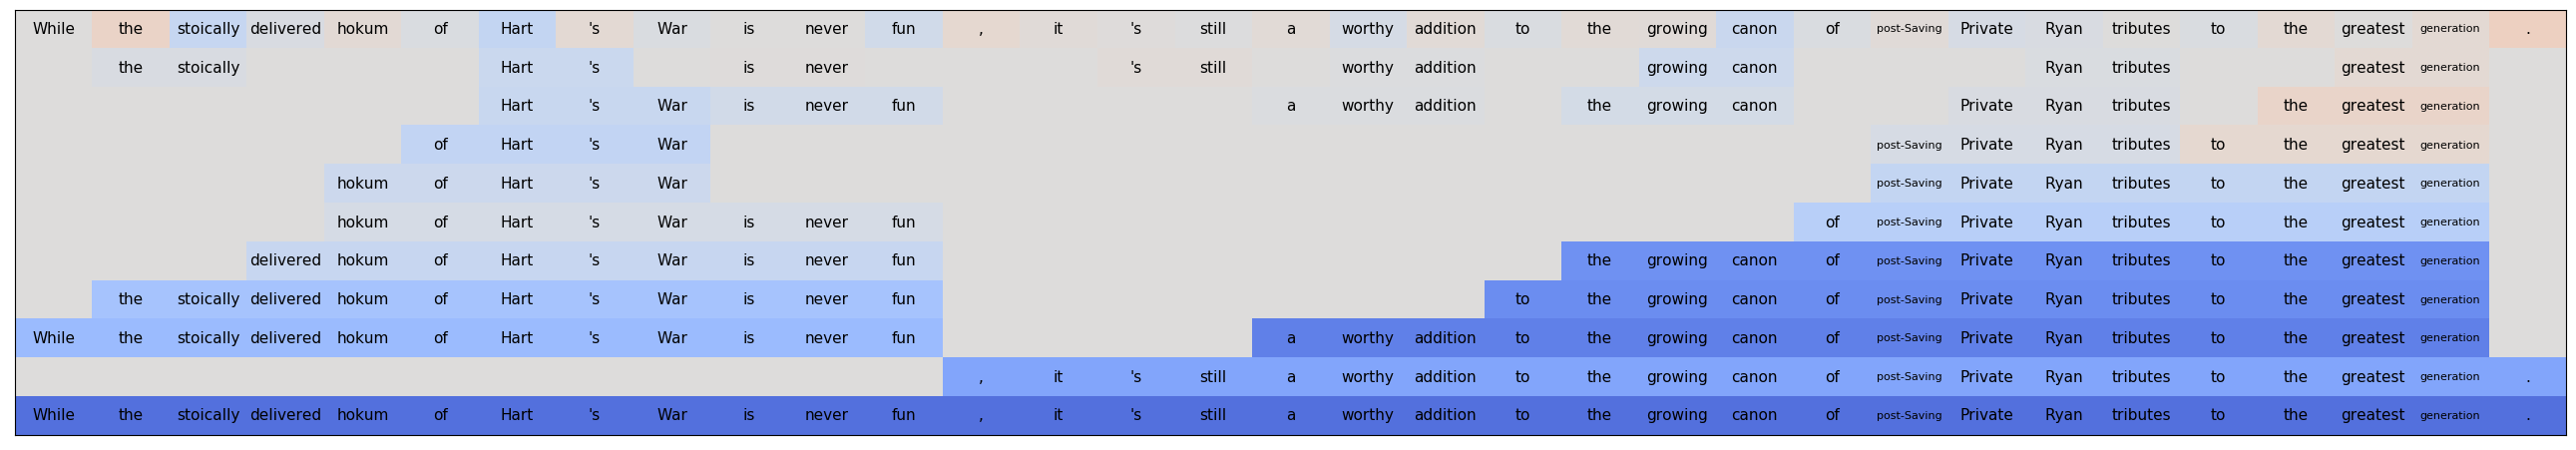 While the stoically delivered hokum of Hart 's War is never fun , it 's still a worthy addition to the growing canon of post-Saving Private Ryan tributes to the greatest generation .
the stoically Hart 's is never 's still worthy addition growing canon Ryan tributes greatest generation
Hart 's War is never fun a worthy addition the growing canon Private Ryan tributes the greatest generation
of Hart 's War post-Saving Private Ryan tributes to the greatest generation
hokum of Hart 's War post-Saving Private Ryan tributes to the greatest generation
hokum of Hart 's War is never fun of post-Saving Private Ryan tributes to the greatest generation
delivered hokum of Hart 's War is never fun the growing canon of post-Saving Private Ryan tributes to the greatest generation
the stoically delivered hokum of Hart 's War is never fun to the growing canon of post-Saving Private Ryan tributes to the greatest generation
While the stoically delivered hokum of Hart 's War is never fun a worthy addition to the growing canon of post-Saving Private Ryan tributes to the greatest generation
, it 's still a worthy addition to the growing canon of post-Saving Private Ryan tributes to the greatest generation .
While the stoically delivered hokum of Hart 's War is never fun , it 's still a worthy addition to the growing canon of post-Saving Private Ryan tributes to the greatest generation .